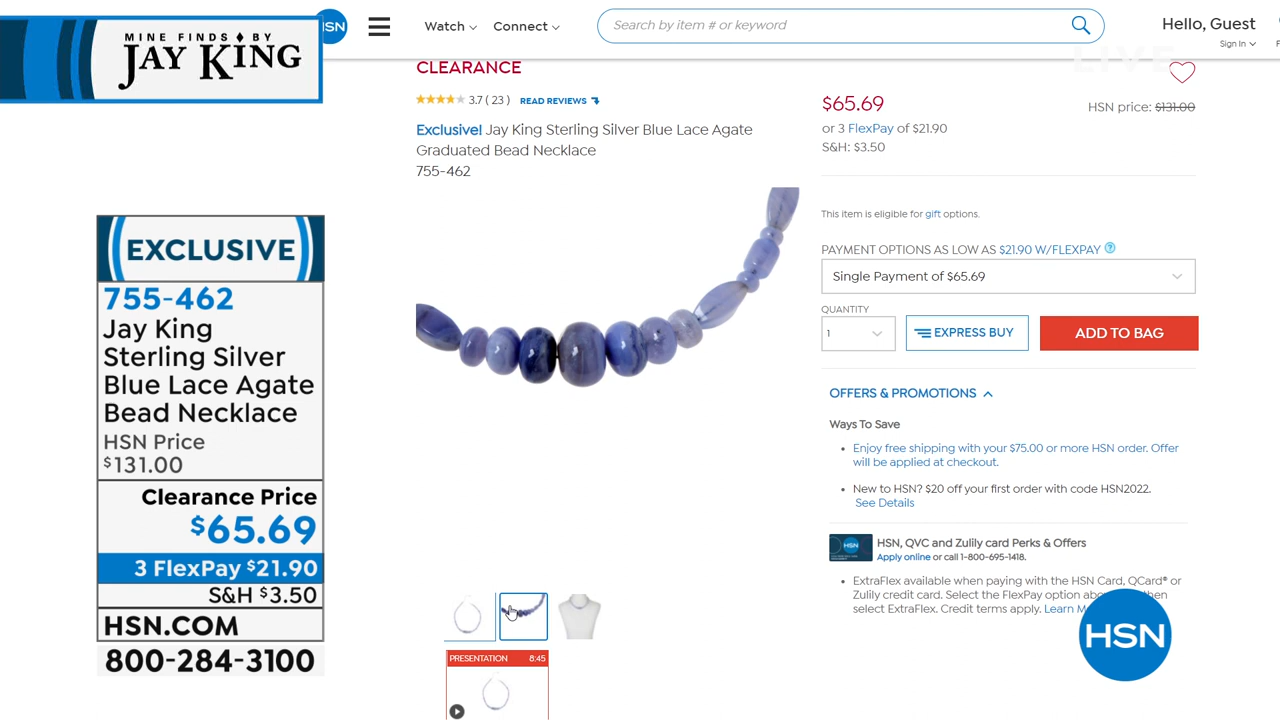 MINE FINDS BY
JAY KING
HSN
Watch
Connect
Search by item # or keyword
Hello, Guest
Sign In
LIVE
CLEARANCE
3.7 ( 23 ) READ REVIEWS
Exclusive! Jay King Sterling Silver Blue Lace Agate
Graduated Bead Necklace
755-462
$65.69
HSN price: $131.00
or 3 FlexPay of $21.90
S&H: $3.50
This item is eligible for gift options.
PAYMENT OPTIONS AS LOW AS $21.90 W/FLEXPAY ?
Single Payment of $65.69
QUANTITY
1
EXPRESS BUY
ADD TO BAG
OFFERS & PROMOTIONS
Ways To Save
• Enjoy free shipping with your $75.00 or more HSN order. Offer
will be applied at checkout.
• New to HSN? $20 off your first order with code HSN2022.
See Details
HSN
HSN, QVC and Zulily card Perks & Offers
Apply online or call 1-800-695-1418.
• ExtraFlex available when paying with the HSN Card, QCard® or
Zulily credit card. Select the FlexPay option then
select ExtraFlex. Credit terms apply. Learn
HSN
EXCLUSIVE
755-462
Jay King
Sterling Silver
Blue Lace Agate
Bead Necklace
HSN Price
$131.00
Clearance Price
$65.69
3 FlexPay $21.90
S&H $3.50
HSN.COM
800-284-3100
PRESENTATION 8:45